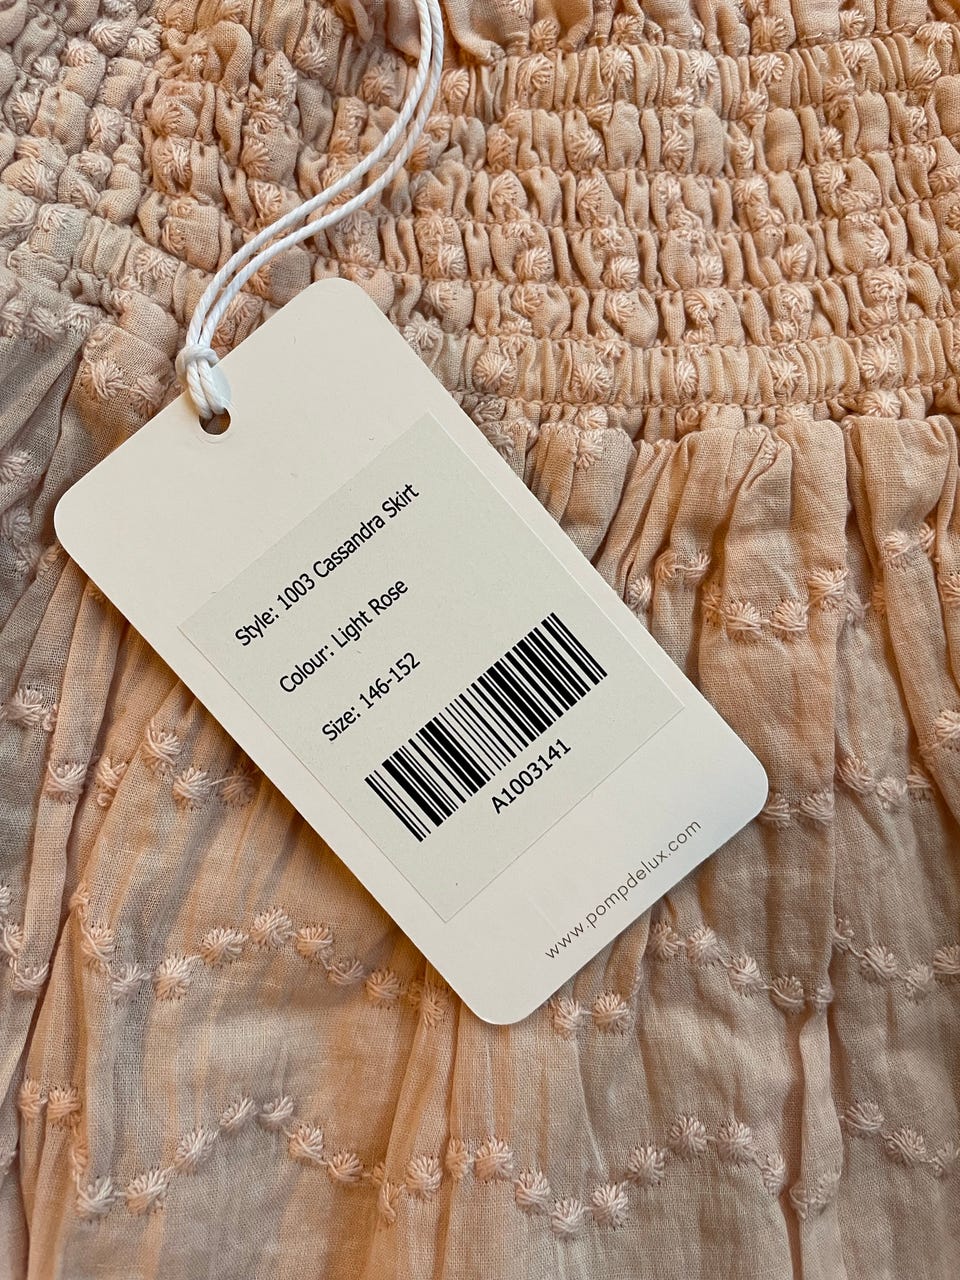 Style: 1003 Cassandra Skirt
Colour: Light Rose
Size: 146-152
A1003141
www.pompdelux.com